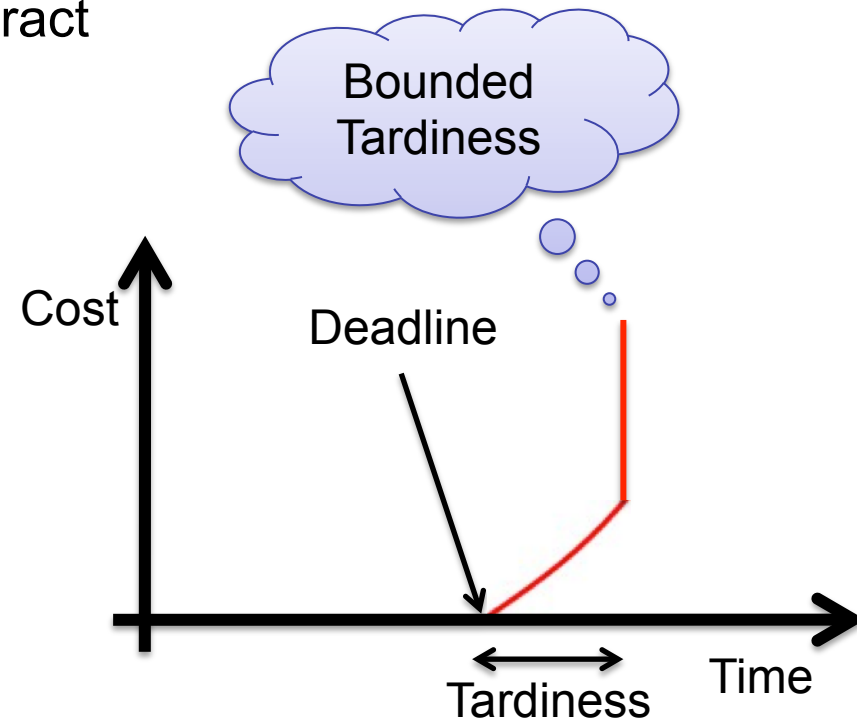 ract
Bounded
Tardiness
Cost
Deadline
Time
Tardiness